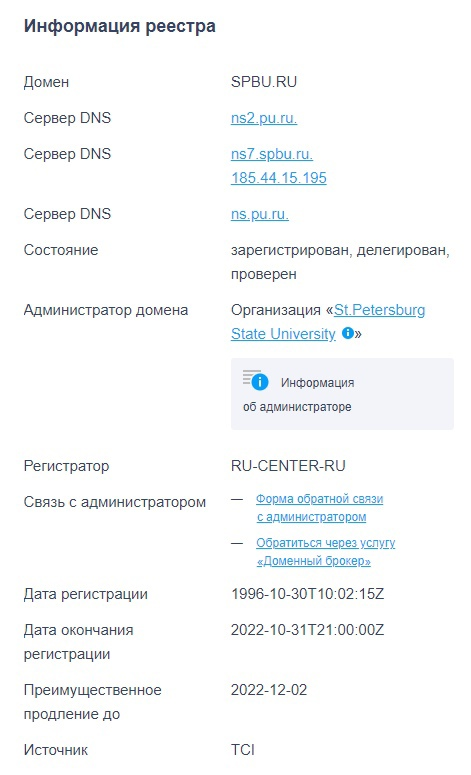 Информация реестра
Домен SPBU.RU
Сервер DNS ns2.pu.ru.
Сервер DNS ns7.spbu.ru.
185.44.15.195
Сервер DNS ns.pu.ru.
Состояние зарегистрирован, делегирован,
проверен
Администратор домена Организация «St.Petersburg
State University i»
i Информация
об администраторе
Регистратор RU-CENTER-RU
Связь с администратором — Форма обратной связи
с администратором
— Обратиться через услугу
«Доменный брокер»
Дата регистрации 1996-10-30T10:02:15Z
Дата окончания 2022-10-31T21:00:00Z
регистрации
Преимущественное 2022-12-02
продление до
Источник TCI